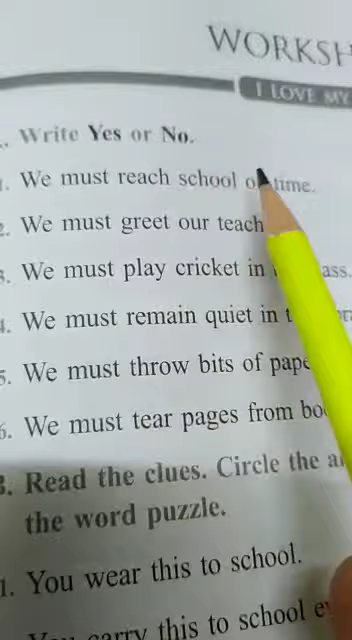 WORKSH
I LOVE MY
Write Yes or No.
1. We must reach school on time.
2. We must greet our teach
3. We must play cricket in ass.
4. We must remain quiet in t
5. We must throw bits of pape
6. We must tear pages from bo
B. Read the clues. Circle the a
the word puzzle.
1. You wear this to school.
carry this to school e